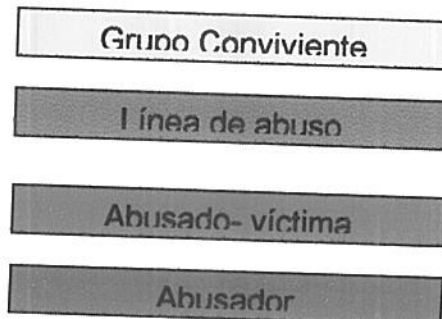 Grupo Conviviente
Línea de abuso
Abusado- víctima
Abusador